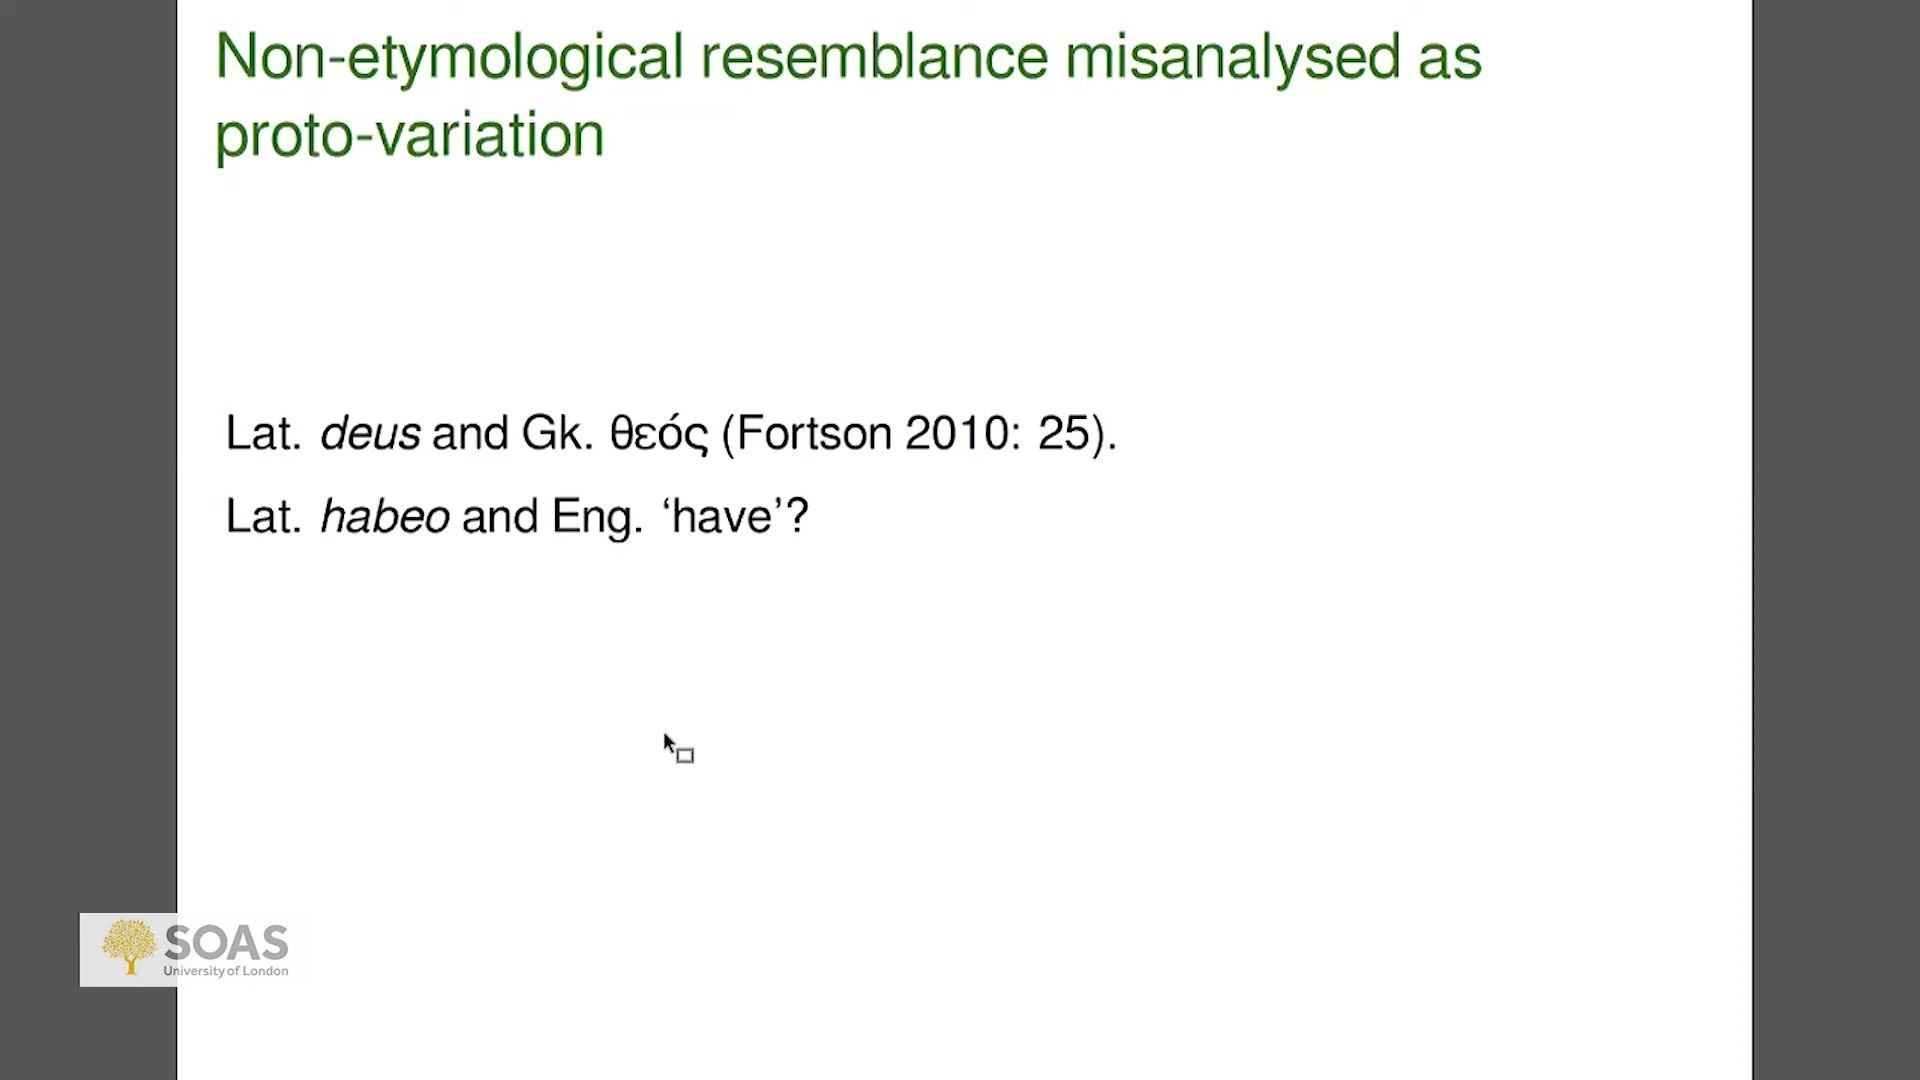 Non-etymological resemblance misanalysed as
proto-variation
Lat. deus and Gk. θεός (Fortson 2010: 25).
Lat. habeo and Eng. ‘have’?
SOAS
University of London